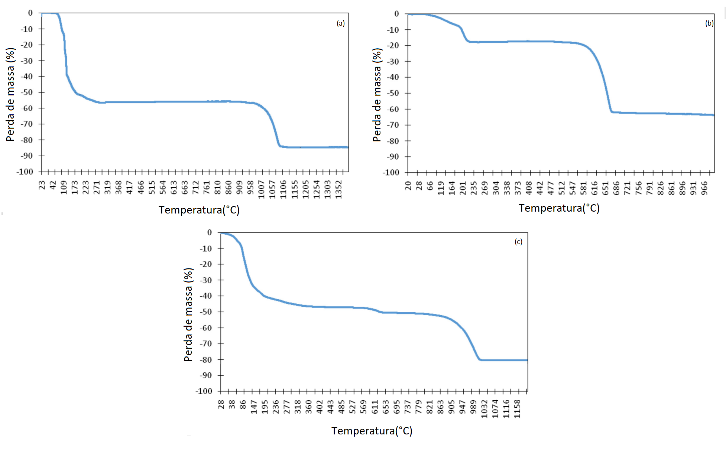 (a)
Perda de massa (%)
0
-10
-20
-30
-40
-50
-60
-70
-80
-90
-100
23 42 109 173 221 271 319 368 417 466 515 564 613 663 712 761 810 860 909 958 1007 1057 1106 1155 1205 1254 1303 1352
Temperatura(°C)
(b)
Perda de massa (%)
0
-10
-20
-30
-40
-50
-60
-70
-80
-90
-100
20 28 66 119 164 201 235 269 304 338 373 408 442 477 512 547 581 616 651 686 721 756 791 826 861 896 931 966
Temperatura(°C)
(c)
Perda de massa (%)
0
-10
-20
-30
-40
-50
-60
-70
-80
-90
-100
28 38 86 147 195 236 277 318 360 402 443 485 527 569 611 653 695 737 779 821 863 905 947 989 1032 1074 1116 1158
Temperatura(°C)